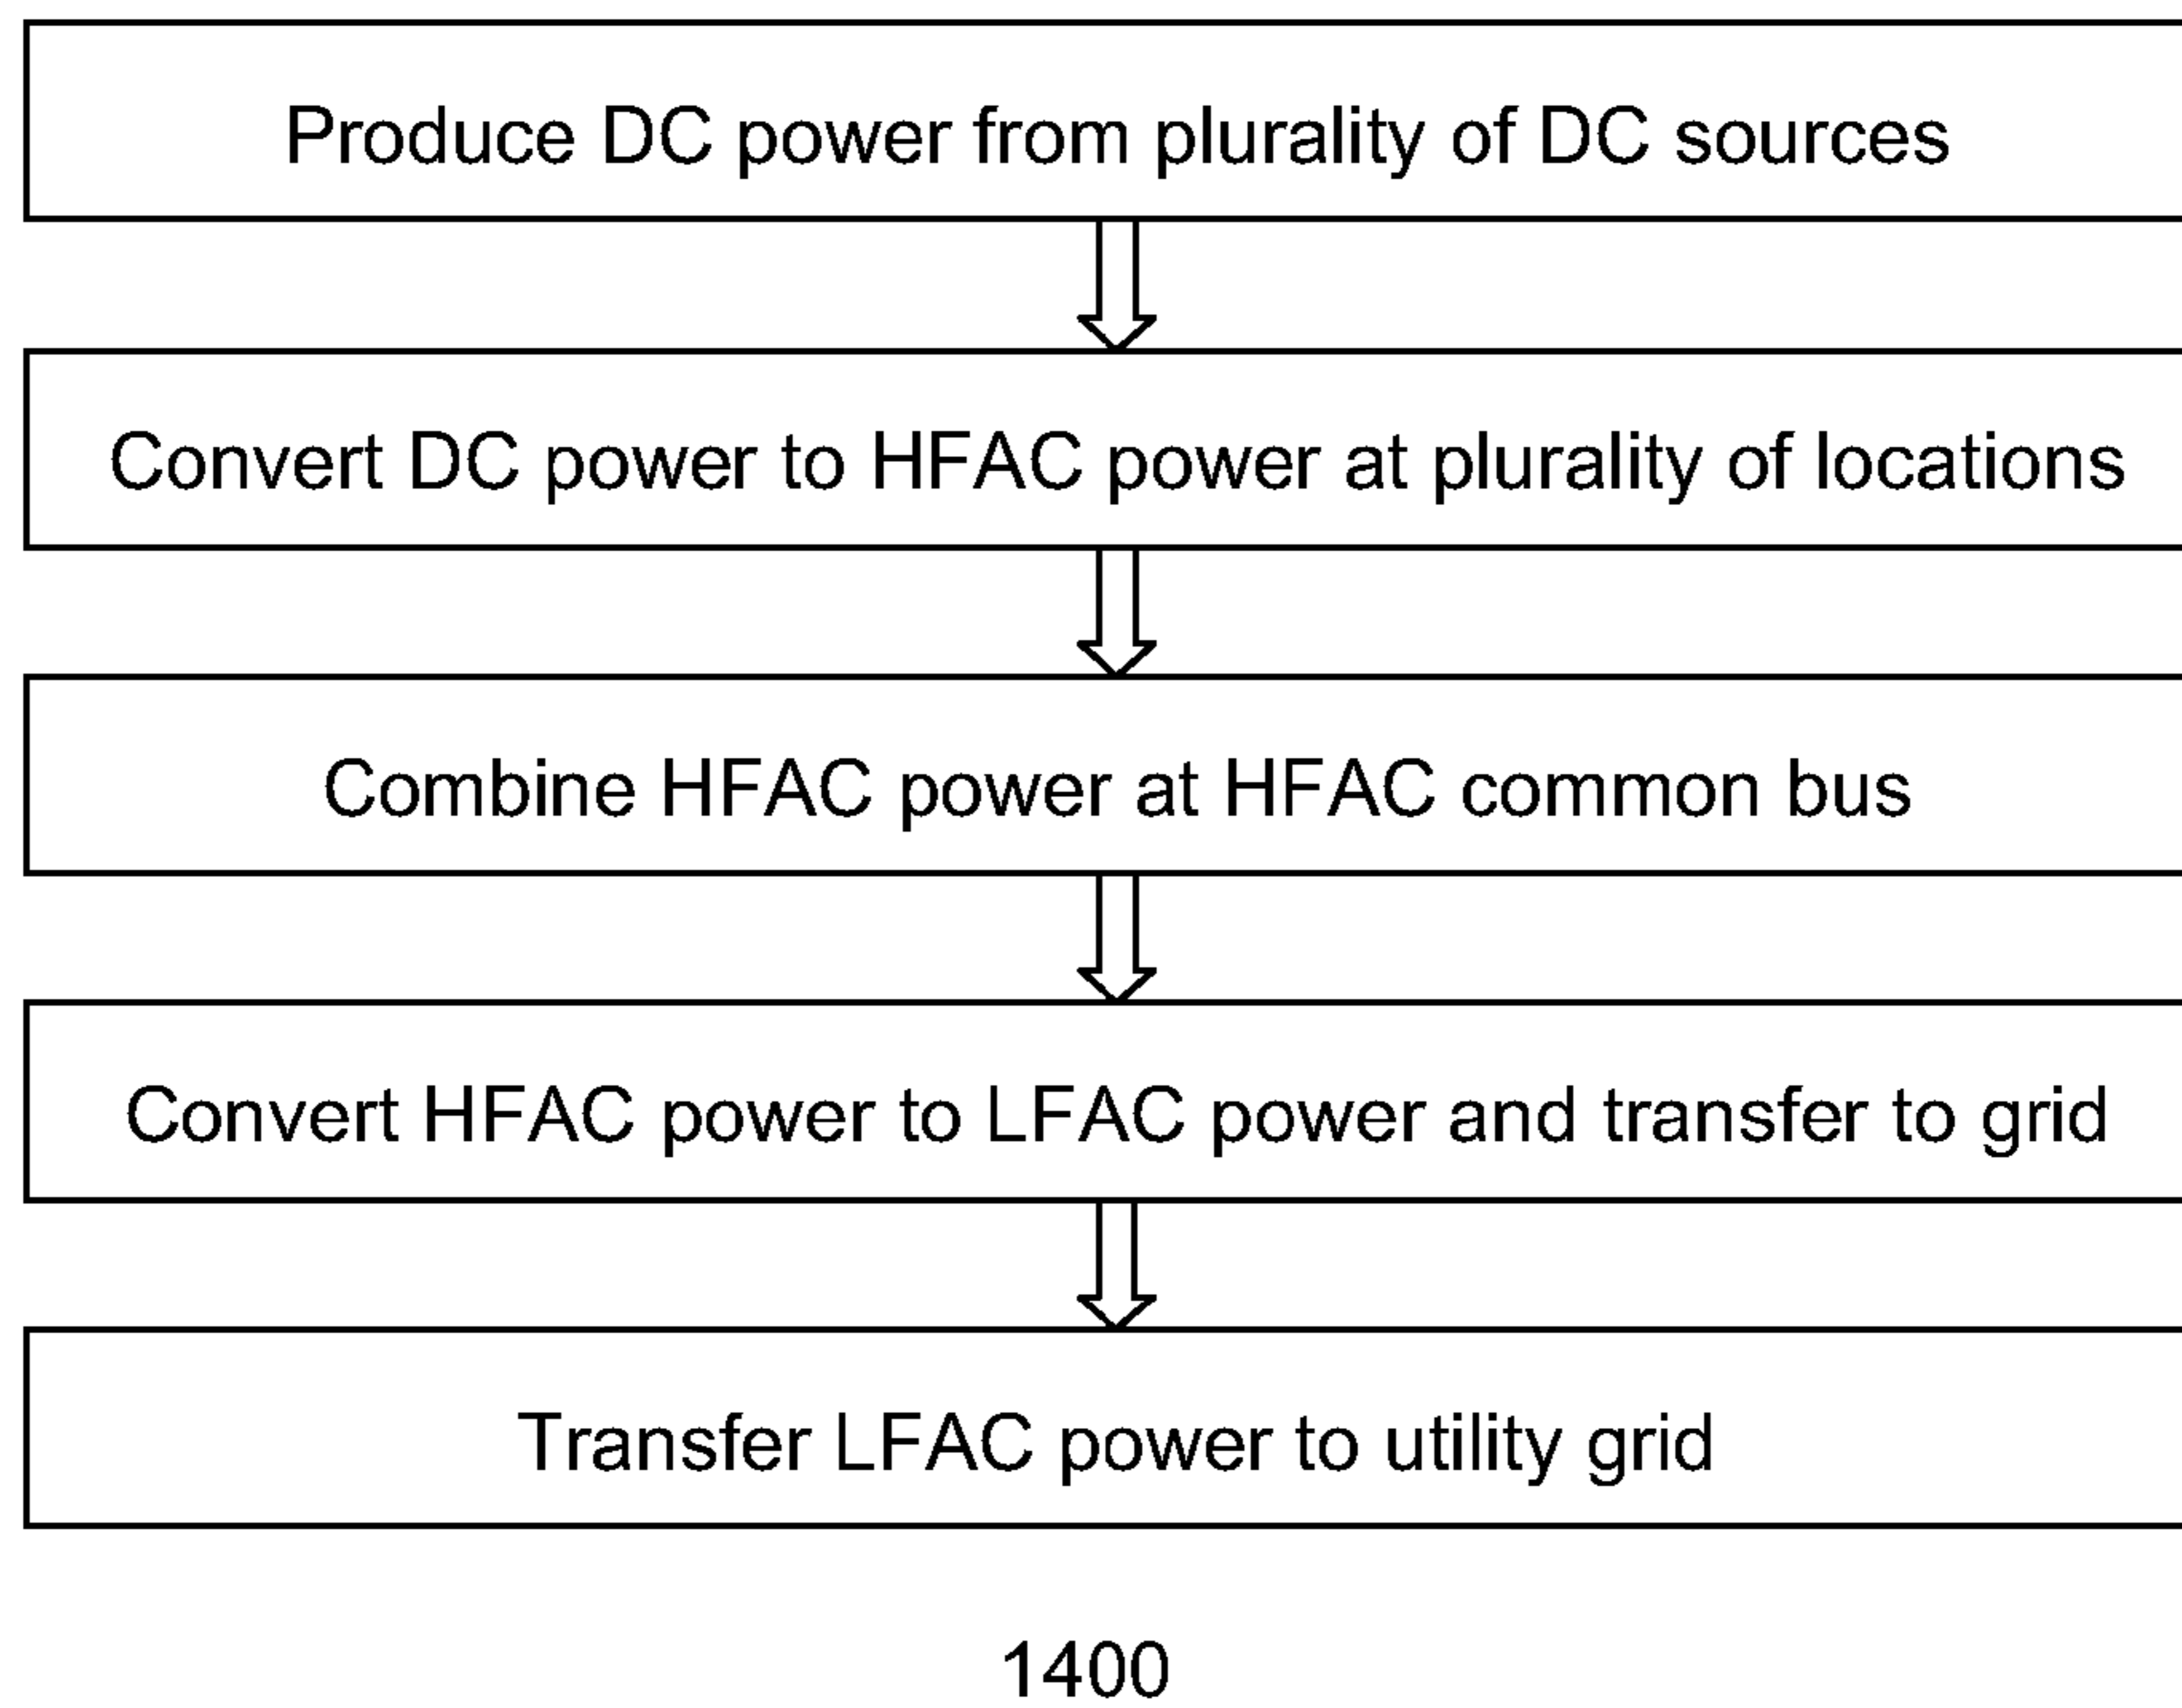 Produce DC power from plurality of DC sources
Convert DC power to HFAC power at plurality of locations
Combine HFAC power at HFAC common bus
Convert HFAC power to LFAC power and transfer to grid
Transfer LFAC power to utility grid
1400